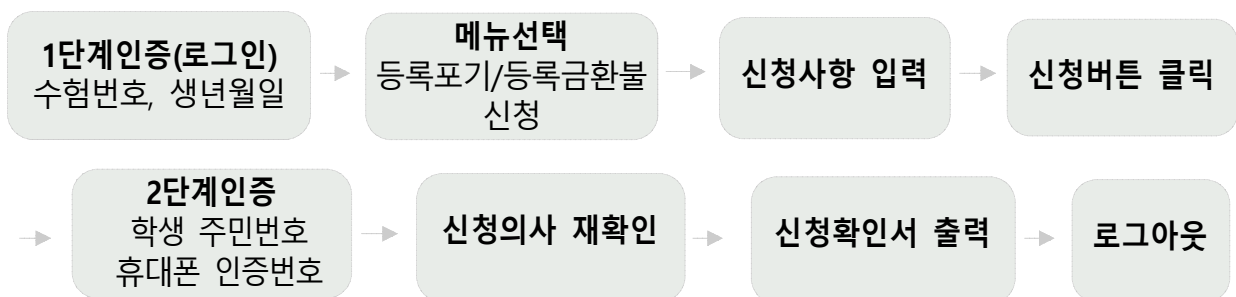 1단계인증(로그인)
수험번호, 생년월일
메뉴선택
등록포기/등록금환불
신청
신청사항 입력
신청버튼 클릭
2단계인증
학생 주민번호
휴대폰 인증번호
신청의사 재확인
신청확인서 출력
로그아웃